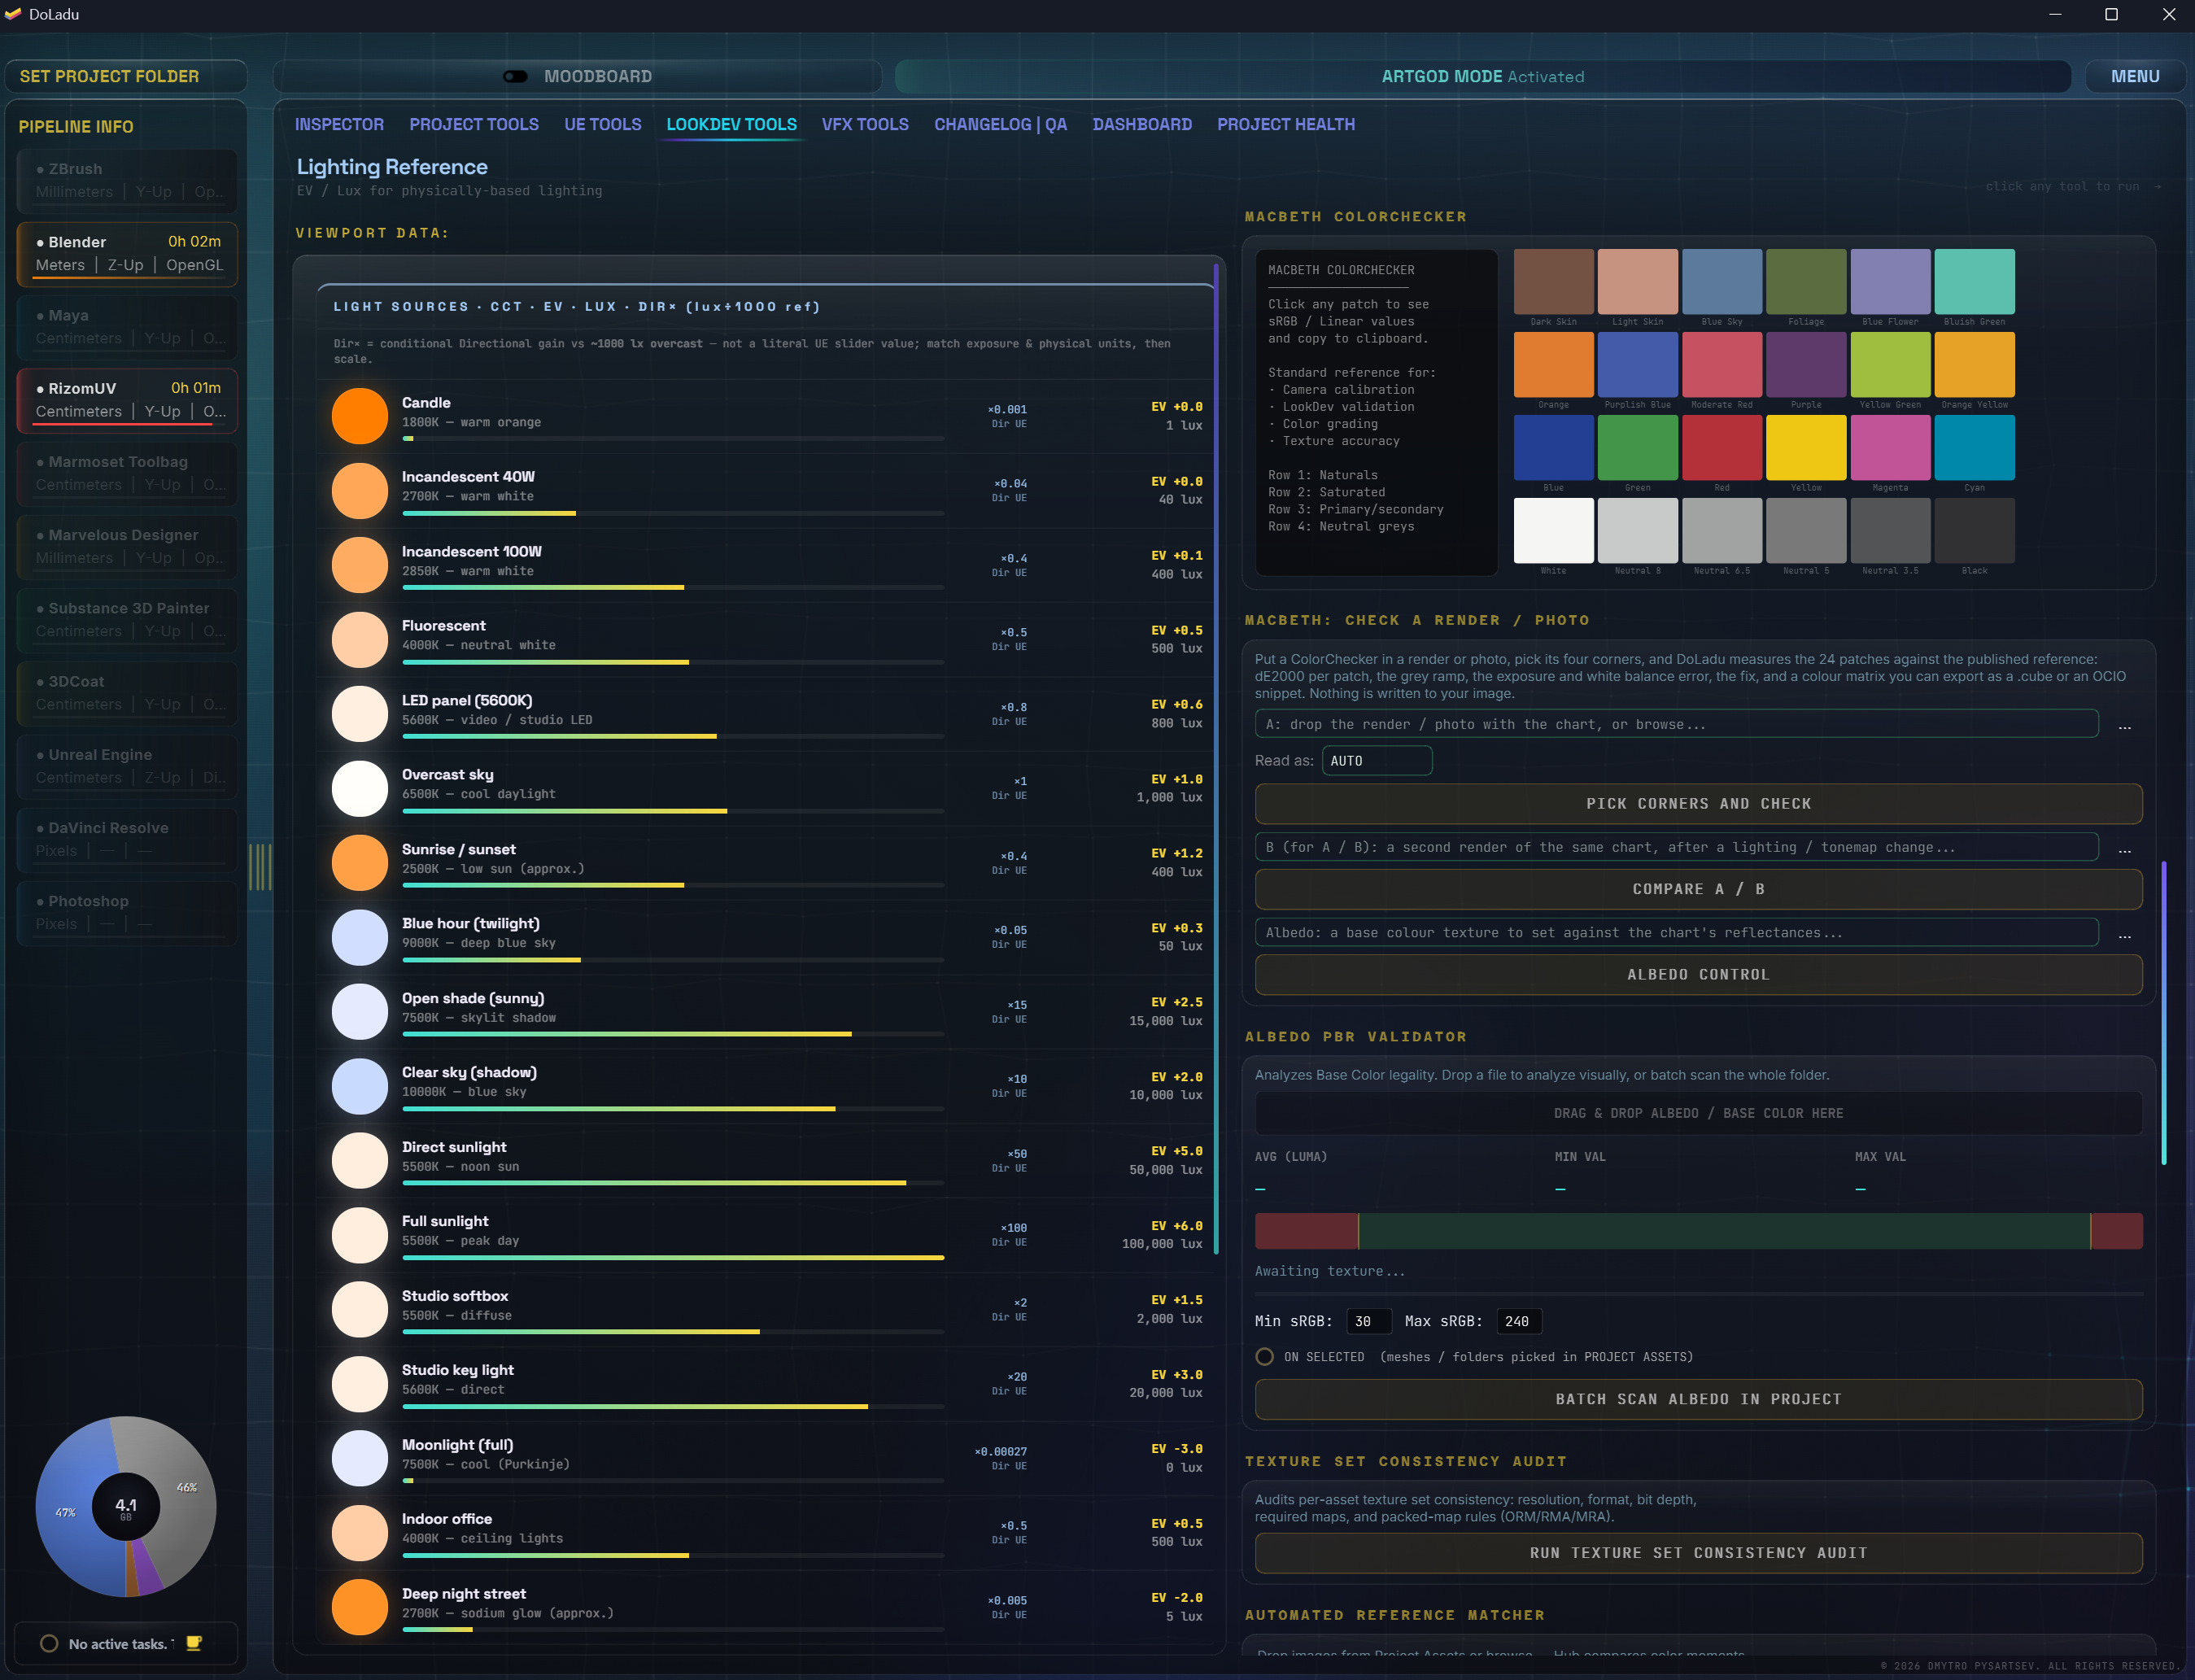 DoLadu
SET PROJECT FOLDER
MOODBOARD
ARTGOD MODE Activated
MENU
PIPELINE INFO
● ZBrush
Millimeters | Y-Up | Op..
● Blender 0h 02m
Meters | Z-Up | OpenGL
● Maya
Centimeters | Y-Up | O...
● RizomUV 0h 01m
Centimeters | Y-Up | O...
● Marmoset Toolbag
Centimeters | Y-Up | O...
● Marvelous Designer
Millimeters | Y-Up | Op..
● Substance 3D Painter
Centimeters | Y-Up | O...
● 3DCoat
Centimeters | Y-Up | O...
● Unreal Engine
Centimeters | Z-Up | Di..
● DaVinci Resolve
Pixels | — | —
● Photoshop
Pixels | — | —
47%
46%
4.1
GB
No active tasks.
INSPECTOR PROJECT TOOLS UE TOOLS LOOKDEV TOOLS VFX TOOLS CHANGELOG | QA DASHBOARD PROJECT HEALTH
Lighting Reference
EV / Lux for physically-based lighting
click any tool to run →
VIEWPORT DATA:
LIGHT SOURCES · CCT · EV · LUX · DIR× (lux÷1000 ref)
Dir× = conditional Directional gain vs ~1000 lx overcast — not a literal UE slider value; match exposure & physical units, then
scale.
Candle ×0.001 EV +0.0
1800K — warm orange Dir UE 1 lux
Incandescent 40W ×0.04 EV +0.0
2700K — warm white Dir UE 40 lux
Incandescent 100W ×0.4 EV +0.1
2850K — warm white Dir UE 400 lux
Fluorescent ×0.5 EV +0.5
4000K — neutral white Dir UE 500 lux
LED panel (5600K) ×0.8 EV +0.6
5600K — video / studio LED Dir UE 800 lux
Overcast sky ×1 EV +1.0
6500K — cool daylight Dir UE 1,000 lux
Sunrise / sunset ×0.4 EV +1.2
2500K — low sun (approx.) Dir UE 400 lux
Blue hour (twilight) ×0.05 EV +0.3
9000K — deep blue sky Dir UE 50 lux
Open shade (sunny) ×15 EV +2.5
7500K — skylit shadow Dir UE 15,000 lux
Clear sky (shadow) ×10 EV +2.0
10000K — blue sky Dir UE 10,000 lux
Direct sunlight ×50 EV +5.0
5500K — noon sun Dir UE 50,000 lux
Full sunlight ×100 EV +6.0
5500K — peak day Dir UE 100,000 lux
Studio softbox ×2 EV +1.5
5500K — diffuse Dir UE 2,000 lux
Studio key light ×20 EV +3.0
5600K — direct Dir UE 20,000 lux
Moonlight (full) ×0.00027 EV -3.0
7500K — cool (Purkinje) Dir UE 0 lux
Indoor office ×0.5 EV +0.5
4000K — ceiling lights Dir UE 500 lux
Deep night street ×0.005 EV -2.0
2700K — sodium glow (approx.) Dir UE 5 lux
MACBETH COLORCHECKER
MACBETH COLORCHECKER
Click any patch to see
sRGB / Linear values
and copy to clipboard.
Standard reference for:
· Camera calibration
· LookDev validation
· Color grading
· Texture accuracy
Row 1: Naturals
Row 2: Saturated
Row 3: Primary/secondary
Row 4: Neutral greys
Dark Skin Light Skin Blue Sky Foliage Blue Flower Bluish Green
Orange Purplish Blue Moderate Red Purple Yellow Green Orange Yellow
Blue Green Red Yellow Magenta Cyan
White Neutral 8 Neutral 6.5 Neutral 5 Neutral 3.5 Black
MACBETH: CHECK A RENDER / PHOTO
Put a ColorChecker in a render or photo, pick its four corners, and DoLadu measures the 24 patches against the published reference:
dE2000 per patch, the grey ramp, the exposure and white balance error, the fix, and a colour matrix you can export as a .cube or an OCIO
snippet. Nothing is written to your image.
A: drop the render / photo with the chart, or browse... ...
Read as: AUTO
PICK CORNERS AND CHECK
B (for A / B): a second render of the same chart, after a lighting / tonemap change... ...
COMPARE A / B
Albedo: a base colour texture to set against the chart's reflectances... ...
ALBEDO CONTROL
ALBEDO PBR VALIDATOR
Analyzes Base Color legality. Drop a file to analyze visually, or batch scan the whole folder.
DRAG & DROP ALBEDO / BASE COLOR HERE
AVG (LUMA) MIN VAL MAX VAL
— — —
Awaiting texture...
Min sRGB: 30 Max sRGB: 240
ON SELECTED (meshes / folders picked in PROJECT ASSETS)
BATCH SCAN ALBEDO IN PROJECT
TEXTURE SET CONSISTENCY AUDIT
Audits per-asset texture set consistency: resolution, format, bit depth,
required maps, and packed-map rules (ORM/RMA/MRA).
RUN TEXTURE SET CONSISTENCY AUDIT
AUTOMATED REFERENCE MATCHER
Drop images from Project Assets or browse — Hub compares color moments
© 2026 DMYTRO PYSARTSEV. ALL RIGHTS RESERVED.